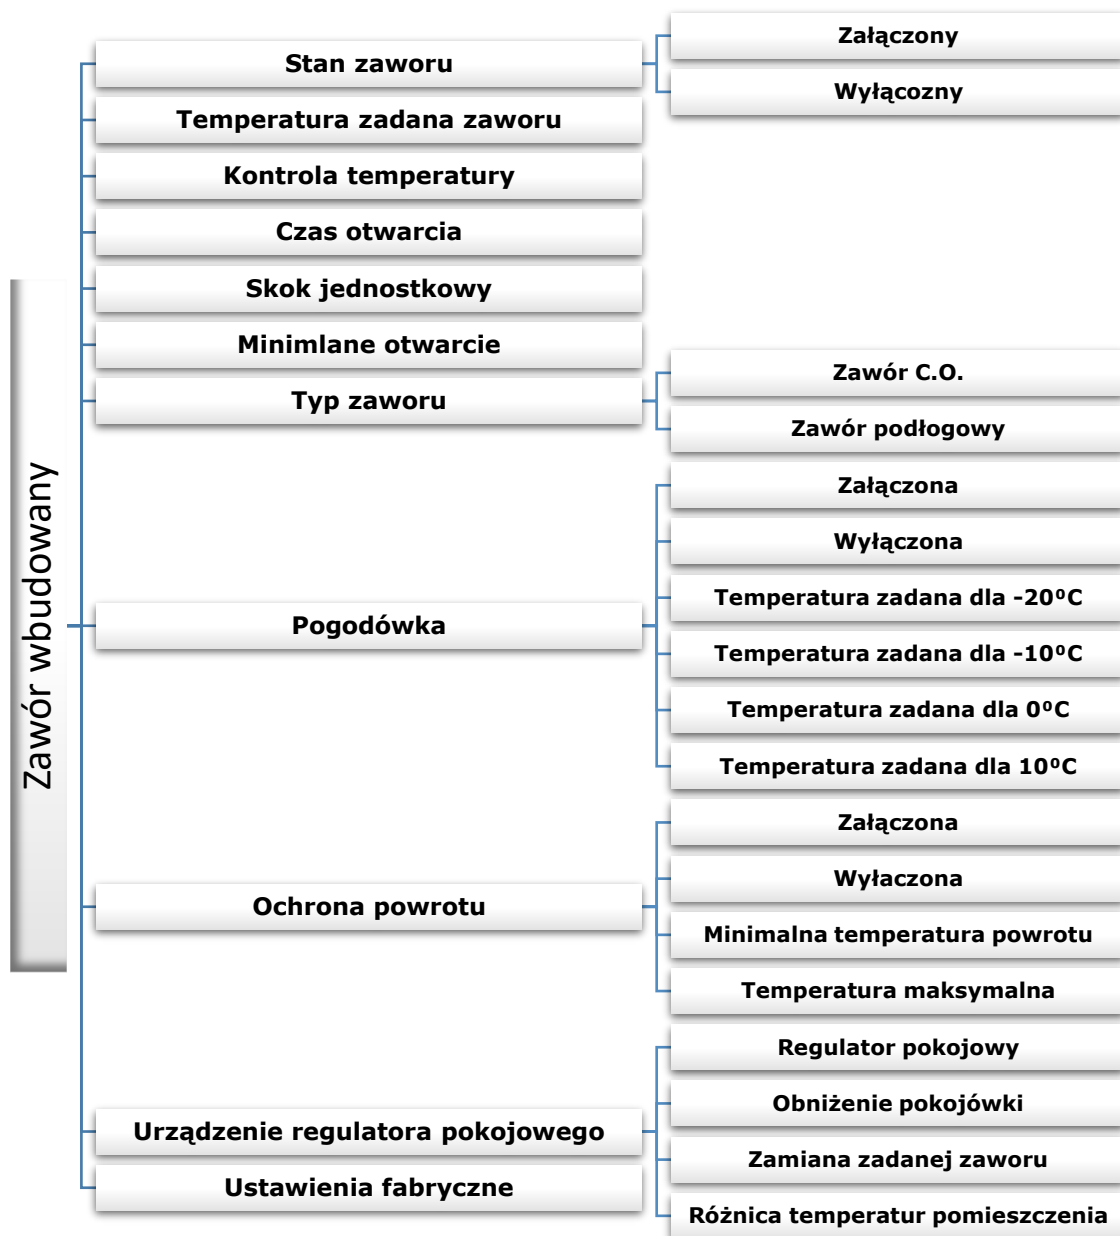 Zawór wbudowany
Stan zaworu
Załączony
Wyłącozny
Temperatura zadana zaworu
Kontrola temperatury
Czas otwarcia
Skok jednostkowy
Minimlane otwarcie
Typ zaworu
Zawór C.O.
Zawór podłogowy
Pogodówka
Załączona
Wyłączona
Temperatura zadana dla -20ºC
Temperatura zadana dla -10ºC
Temperatura zadana dla 0ºC
Temperatura zadana dla 10ºC
Ochrona powrotu
Załączona
Wyłaczona
Minimalna temperatura powrotu
Temperatura maksymalna
Urządzenie regulatora pokojowego
Regulator pokojowy
Obniżenie pokojówki
Zamiana zadanej zaworu
Różnica temperatur pomieszczenia
Ustawienia fabryczne